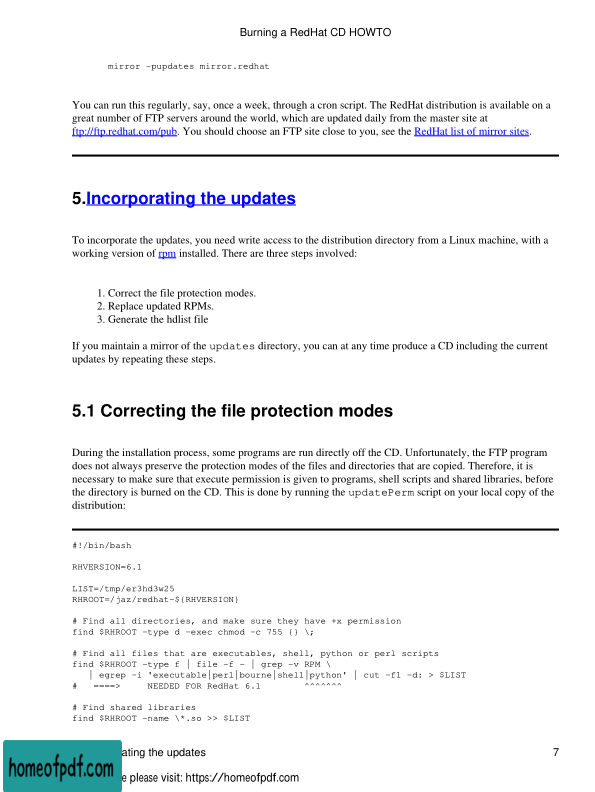 Burning a RedHat CD HOWTO
mirror -pupdates mirror.redhat
You can run this regularly, say, once a week, through a cron script. The RedHat distribution is available on a
great number of FTP servers around the world, which are updated daily from the master site at
ftp://ftp.redhat.com/pub. You should choose an FTP site close to you, see the RedHat list of mirror sites.
5.Incorporating the updates
To incorporate the updates, you need write access to the distribution directory from a Linux machine, with a
working version of rpm installed. There are three steps involved:
1. Correct the file protection modes.
2. Replace updated RPMs.
3. Generate the hdlist file
If you maintain a mirror of the updates directory, you can at any time produce a CD including the current
updates by repeating these steps.
5.1 Correcting the file protection modes
During the installation process, some programs are run directly off the CD. Unfortunately, the FTP program
does not always preserve the protection modes of the files and directories that are copied. Therefore, it is
necessary to make sure that execute permission is given to programs, shell scripts and shared libraries, before
the directory is burned on the CD. This is done by running the updatePerm script on your local copy of the
distribution:
#!/bin/bash
RHVERSION=6.1
LIST=/tmp/er3hd3w25
RHROOT=/jaz/redhat-${RHVERSION}
# Find all directories, and make sure they have +x permission
find $RHROOT -type d -exec chmod -c 755 {} \;
# Find all files that are executables, shell, python or perl scripts
find $RHROOT -type f | file -f - | grep -v RPM \
| egrep -i 'executable|perl|bourne|shell|python' | cut -f1 -d: > $LIST
# ====> NEEDED FOR RedHat 6.1 ^^^^^^^
# Find shared libraries
find $RHROOT -name \*.so >> $LIST
ating the updates 7
homeofpdf.com
e please visit: https://homeofpdf.com